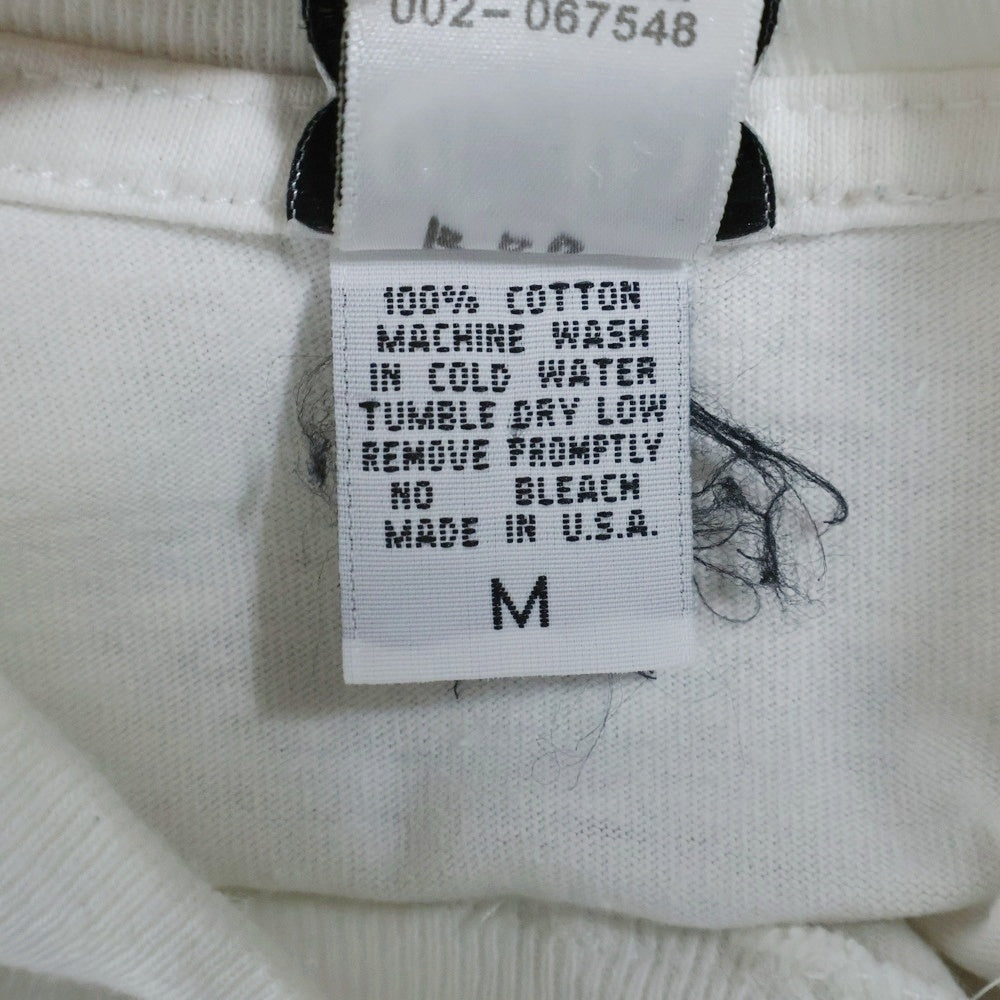 002-067548
100% COTTON
MACHINE WASH
IN COLD WATER
TUMBLE DRY LOW
REMOVE PROMPTLY
NO BLEACH
MADE IN U.S.A.
M